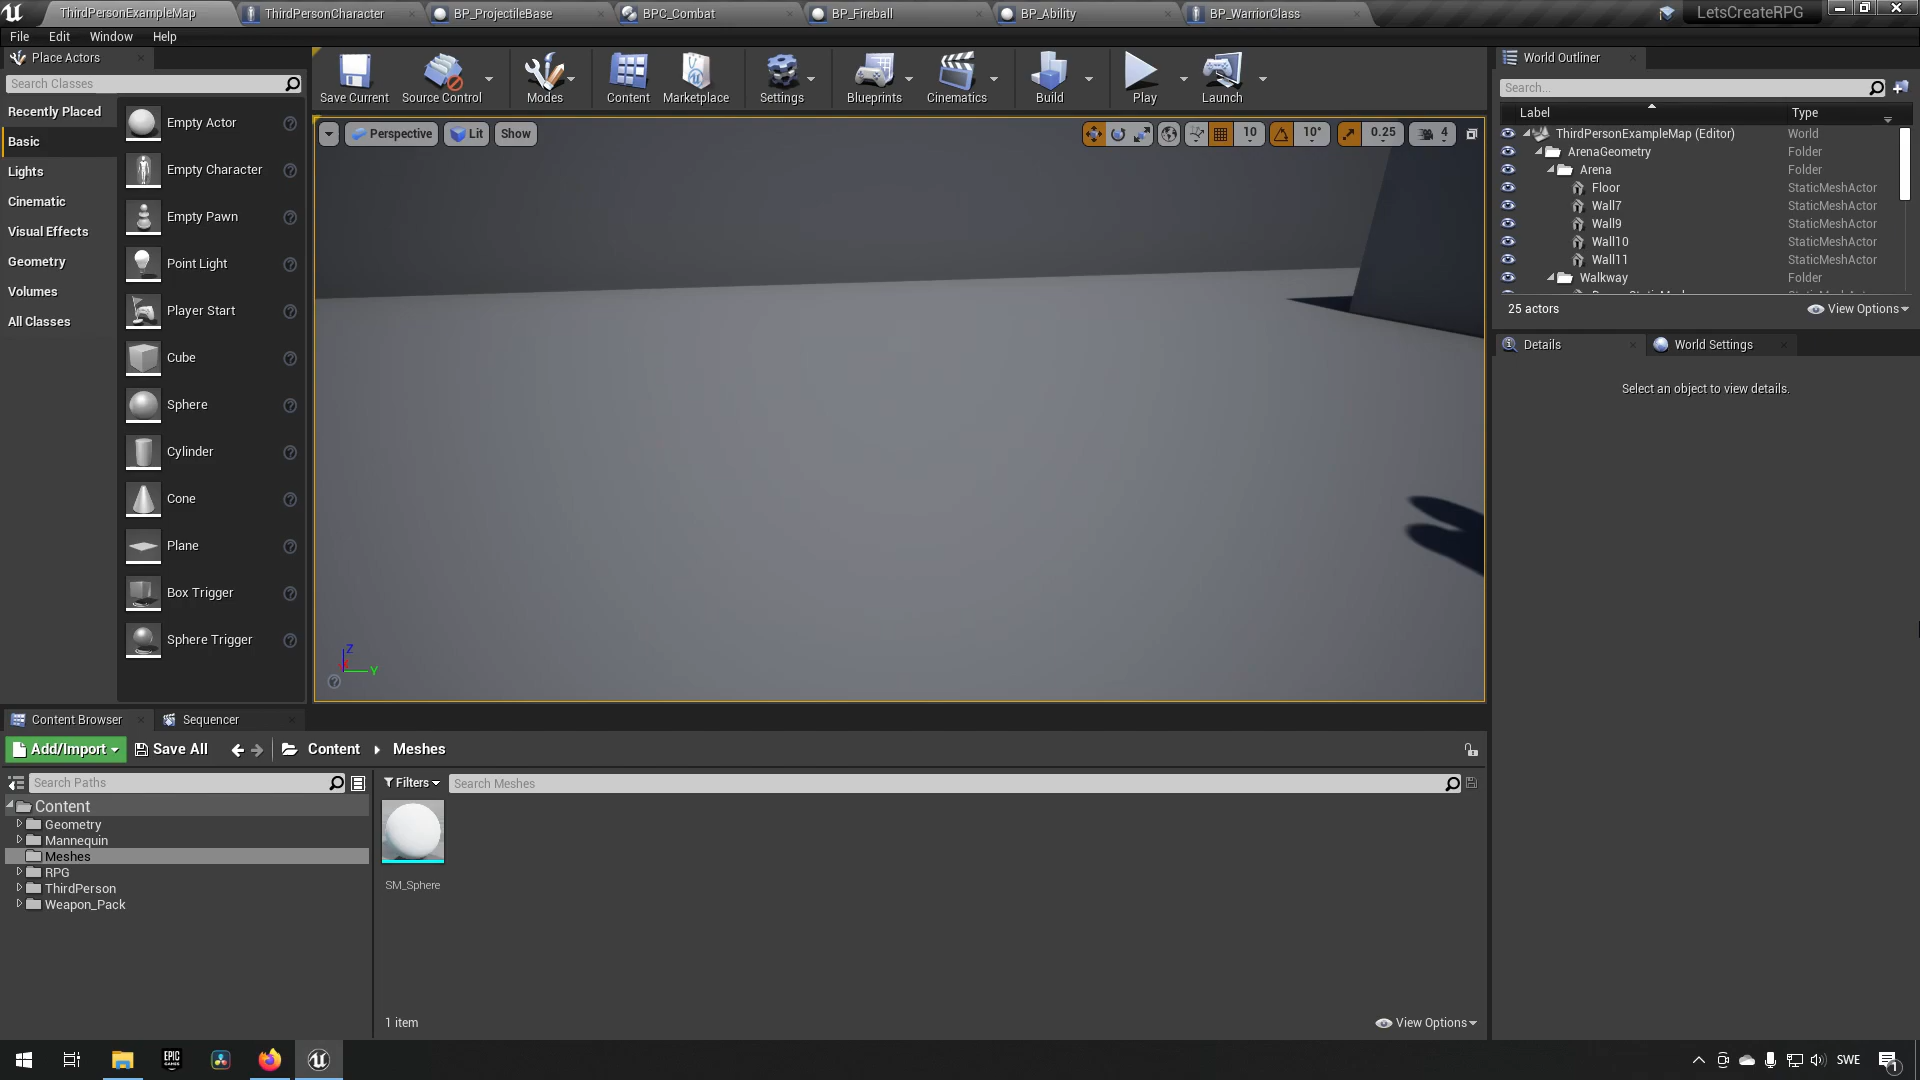 ThirdPersonExampleMap
ThirdPersonCharacter
BP_ProjectileBase
BPC_Combat
BP_Fireball
BP_Ability
BP_WarriorClass
LetsCreateRPG
File
Edit
Window
Help
Place Actors
Search Classes
Recently Placed
Basic
Lights
Cinematic
Visual Effects
Geometry
Volumes
All Classes
Empty Actor
Empty Character
Empty Pawn
Point Light
Player Start
Cube
Sphere
Cylinder
Cone
Plane
Box Trigger
Sphere Trigger
Save Current
Source Control
Modes
Content
Marketplace
Settings
Blueprints
Cinematics
Build
Play
Launch
Perspective
Lit
Show
10
10°
0.25
4
Z
X
Y
World Outliner
Search...
Label
Type
ThirdPersonExampleMap (Editor)
World
ArenaGeometry
Folder
Arena
Folder
Floor
StaticMeshActor
Wall7
StaticMeshActor
Wall9
StaticMeshActor
Wall10
StaticMeshActor
Wall11
StaticMeshActor
Walkway
Folder
25 actors
View Options
Details
World Settings
Select an object to view details.
Content Browser
Sequencer
Add/Import
Save All
Content
Meshes
Search Paths
Filters
Search Meshes
Content
Geometry
Mannequin
Meshes
RPG
ThirdPerson
Weapon_Pack
SM_Sphere
1 item
View Options
EPIC
GAMES
SWE
1